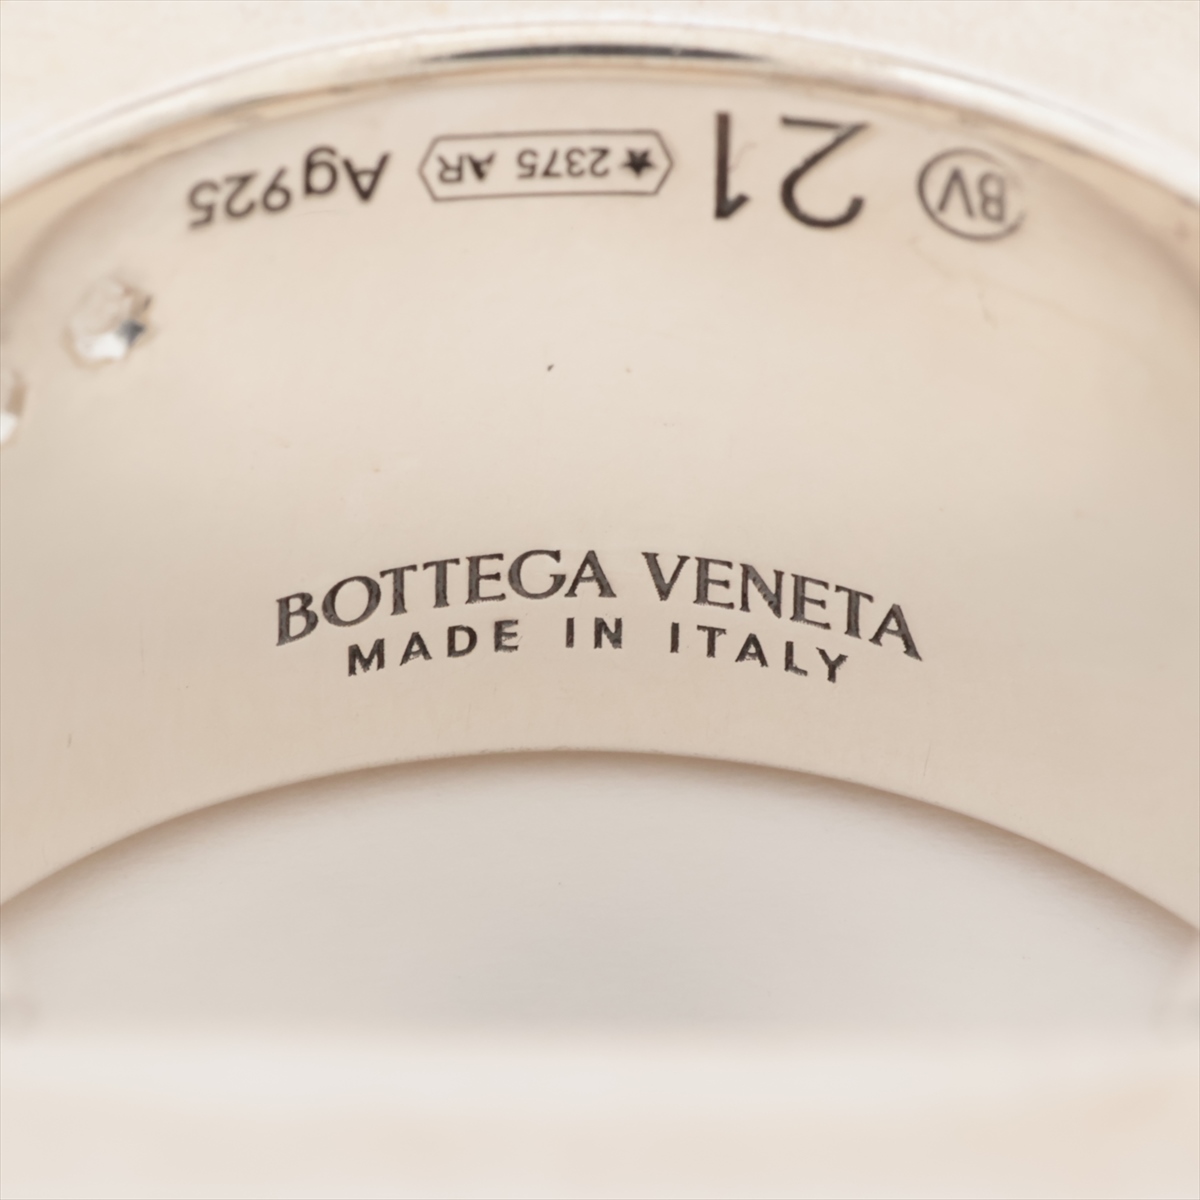 BV 21 ★2375 AR Ag925
BOTTEGA VENETA
MADE IN ITALY